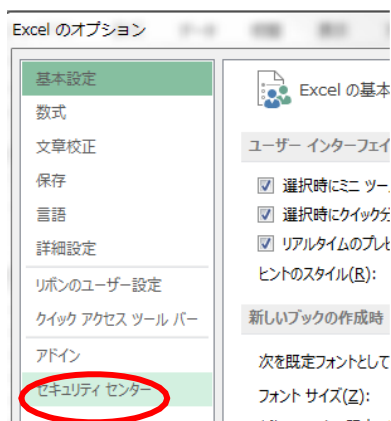 Excel のオプション
基本設定
数式
文章校正
保存
言語
詳細設定
リボンのユーザー設定
クイック アクセス ツール バー
アドイン
セキュリティ センター
Excel の基本
ユーザー インターフェイ
選択時にミニ ツー
選択時にクイック分
リアルタイムのプレビ
ヒントのスタイル(R):
新しいブックの作成時
次を既定フォントとして
フォント サイズ(Z):